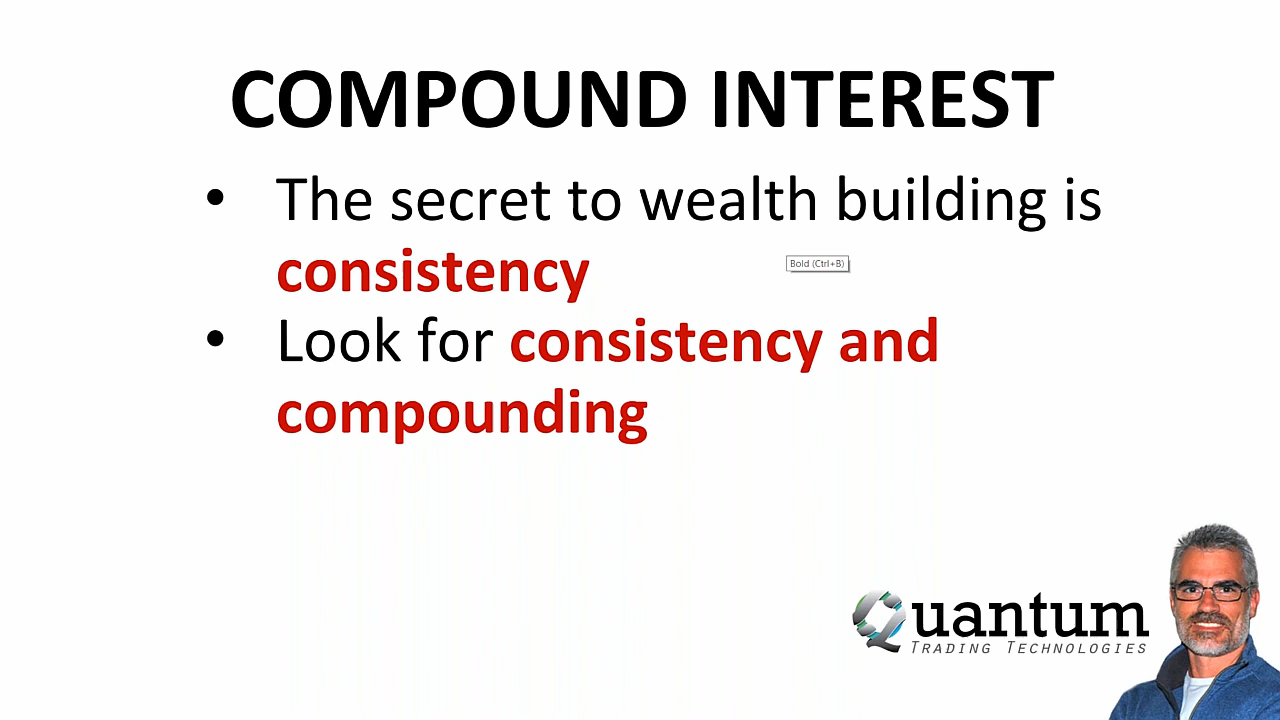 COMPOUND INTEREST
• The secret to wealth building is
consistency
Bold (Ctrl+B)
• Look for consistency and
compounding
Quantum
TRADING TECHNOLOGIES